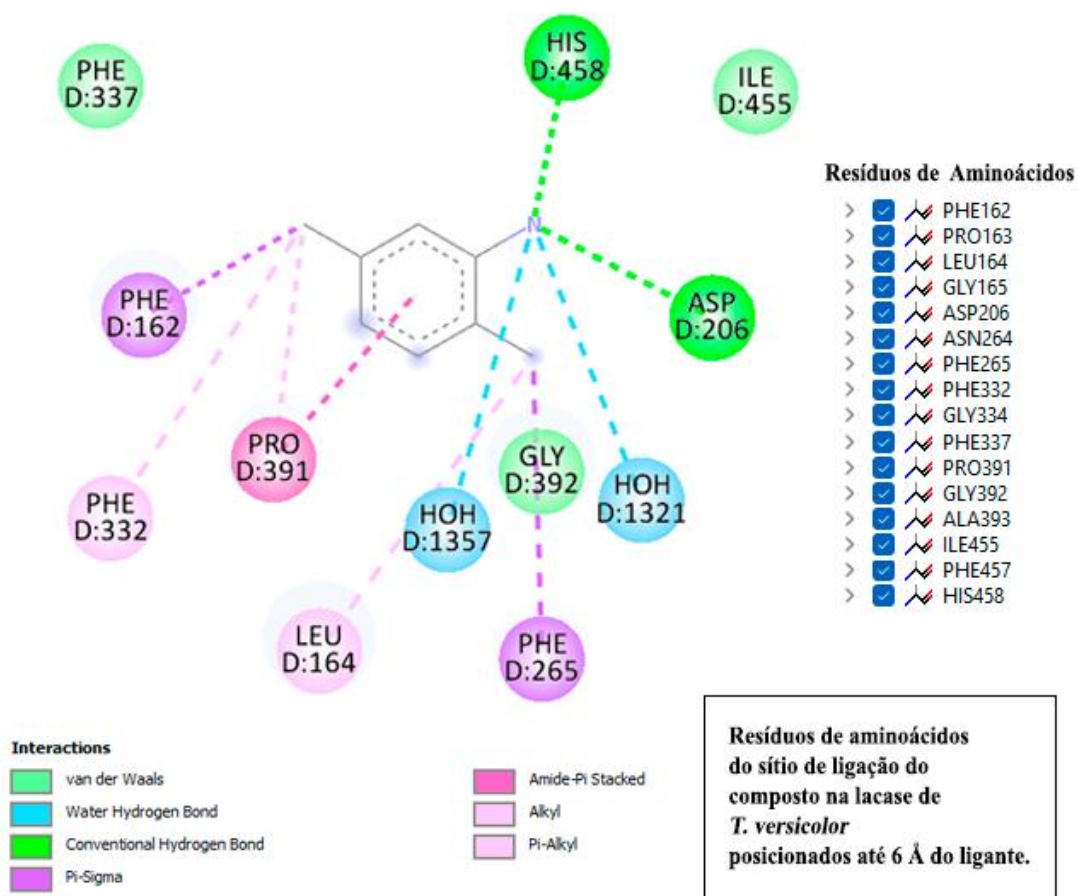 HIS
D:458
PHE
D:337
ILE
D:455
Resíduos de Aminoácidos
PHE162
PRO163
LEU164
GLY165
ASP206
ASN264
PHE265
PHE332
GLY334
PHE337
PRO391
GLY392
ALA393
ILE455
PHE457
HIS458
N
PHE
D:162
ASP
D:206
PRO
D:391
GLY
D:392
PHE
D:332
HOH
D:1357
HOH
D:1321
LEU
D:164
PHE
D:265
Interactions
van der Waals
Water Hydrogen Bond
Conventional Hydrogen Bond
Pi-Sigma
Amide-Pi Stacked
Alkyl
Pi-Alkyl
Resíduos de aminoácidos
do sítio de ligação do
composto na lacase de
T. versicolor
posicionados até 6 Å do ligante.